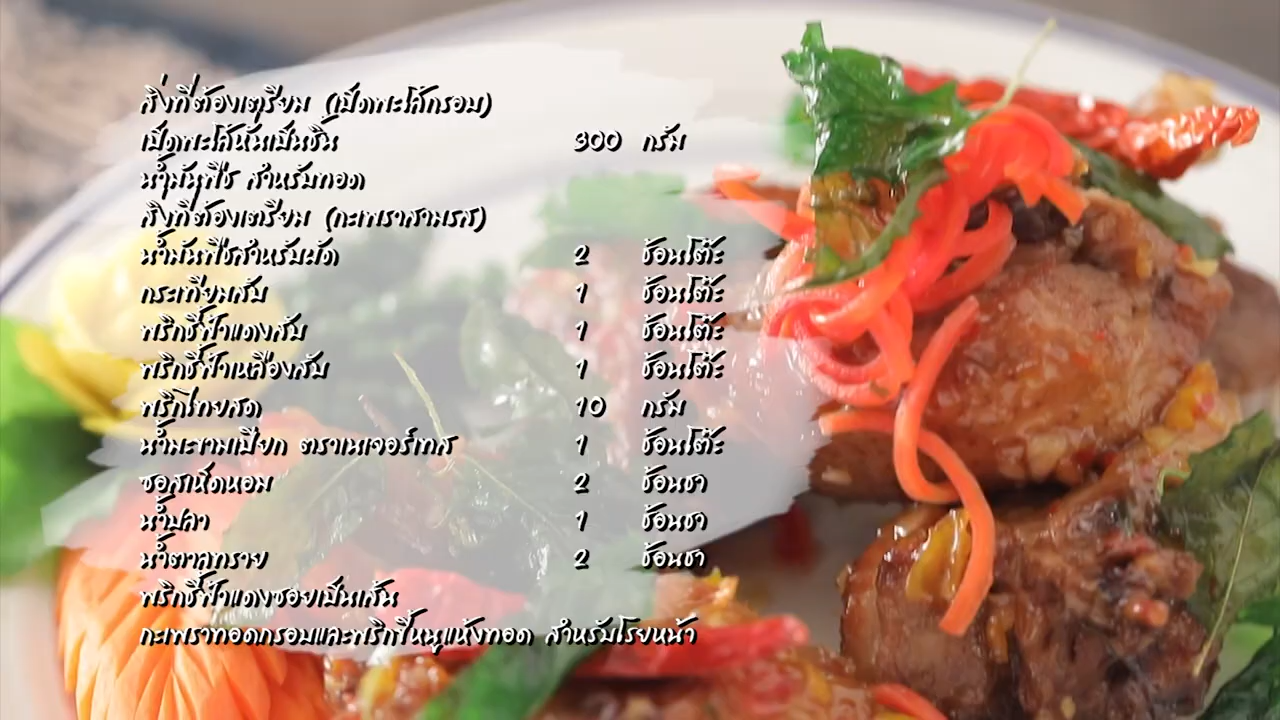 สิ่งที่ต้องเตรียม (เป็ดพะโล้กรอบ)
เป็ดพะโล้หั่นเป็นชิ้น 300 กรัม
น้ำมันพืช สำหรับทอด
สิ่งที่ต้องเตรียม (กะเพราสามรส)
น้ำมันพืชสำหรับผัด 2 ช้อนโต๊ะ
กระเทียมสับ 1 ช้อนโต๊ะ
พริกชี้ฟ้าแดงสับ 1 ช้อนโต๊ะ
พริกชี้ฟ้าเหลืองสับ 1 ช้อนโต๊ะ
พริกไทยสด 10 กรัม
น้ำมะขามเปียก ตราเนเจอร์เทส 1 ช้อนโต๊ะ
ซอสเห็ดหอม 2 ช้อนชา
น้ำปลา 1 ช้อนชา
น้ำตาลทราย 2 ช้อนชา
พริกชี้ฟ้าแดงซอยเป็นเส้น
กะเพราทอดกรอบและพริกขี้หนูแห้งทอด สำหรับโรยหน้า